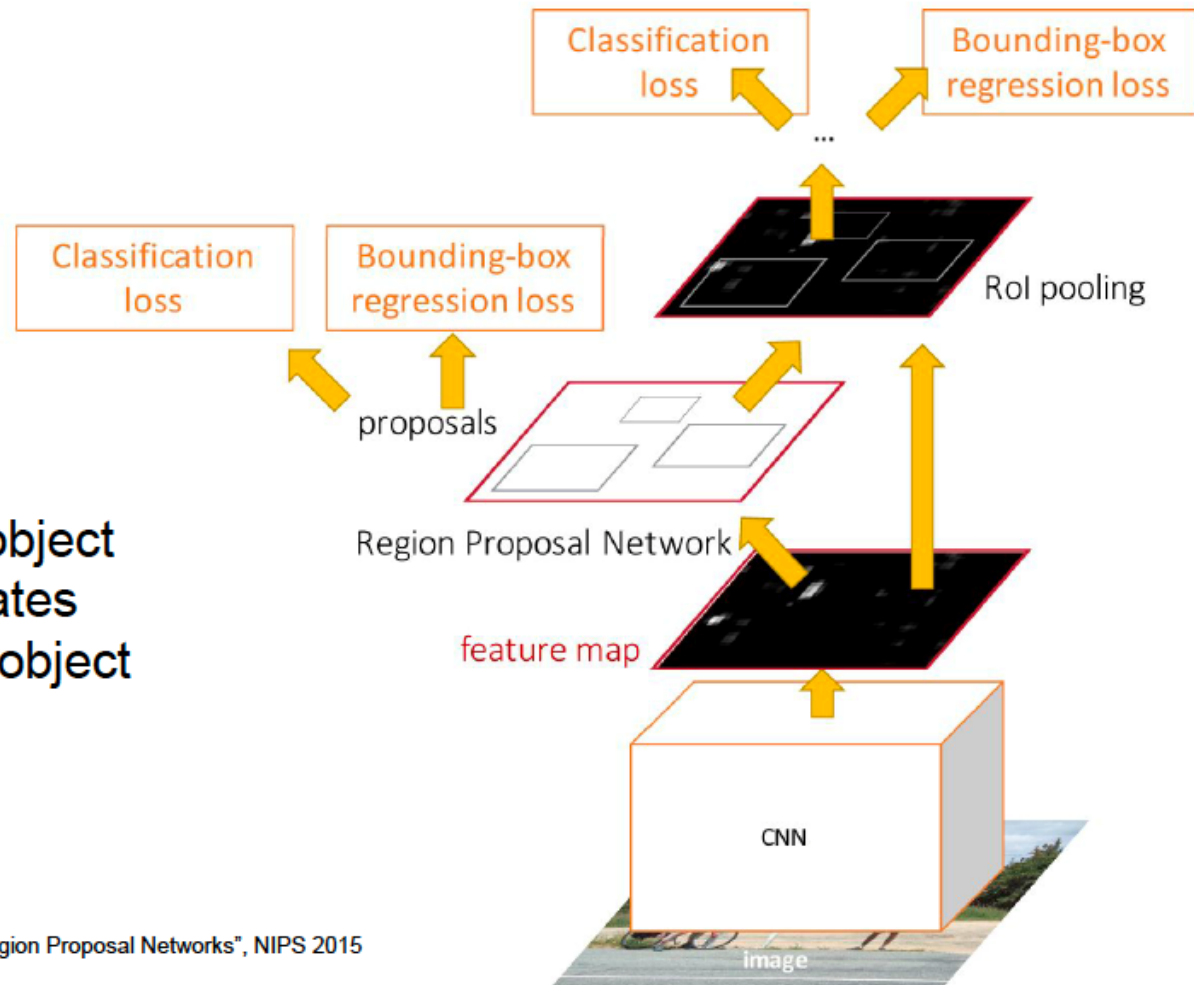 Classification
loss
Bounding-box
regression loss
...
Classification
loss
Bounding-box
regression loss
RoI pooling
proposals
object
ates
Region Proposal Network
object
feature map
CNN
gion Proposal Networks", NIPS 2015
image